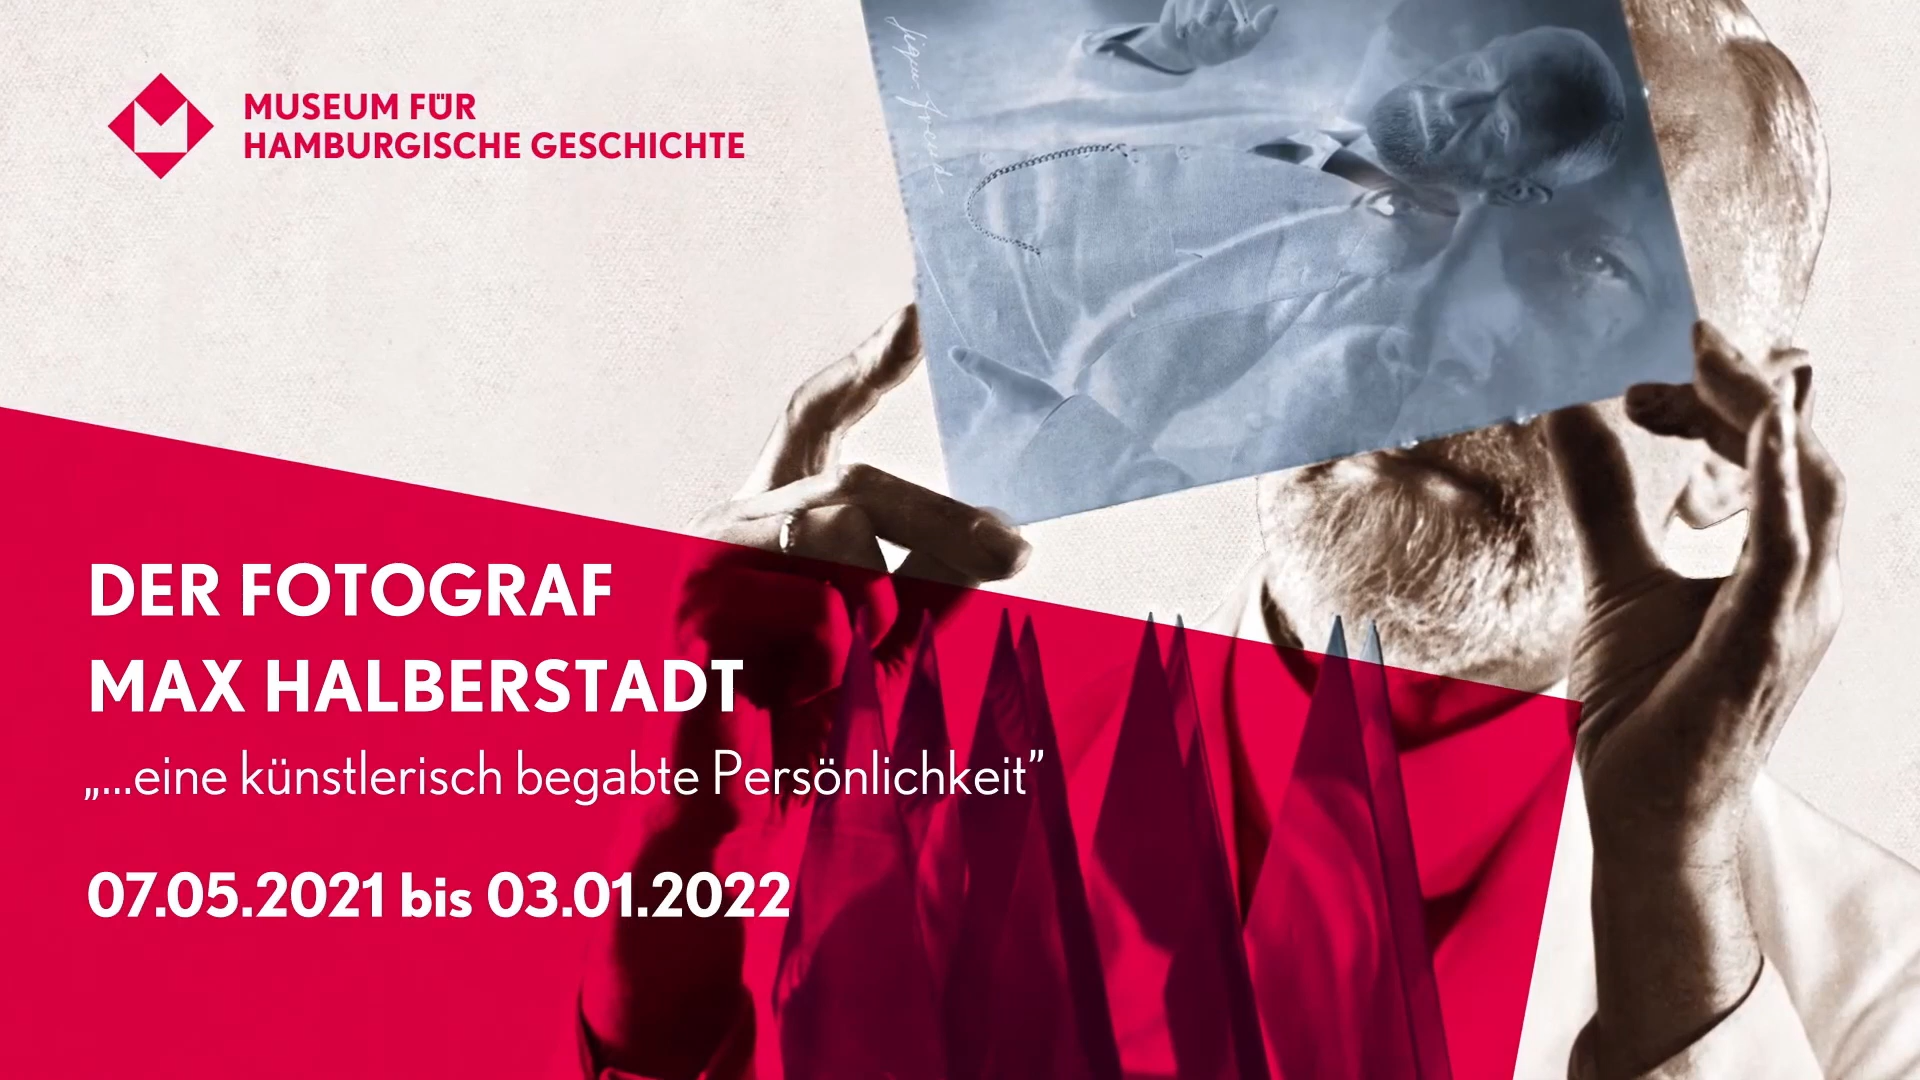 MUSEUM FÜR
HAMBURGISCHE GESCHICHTE
DER FOTOGRAF
MAX HALBERSTADT
„...eine künstlerisch begabte Persönlichkeit”
07.05.2021 bis 03.01.2022